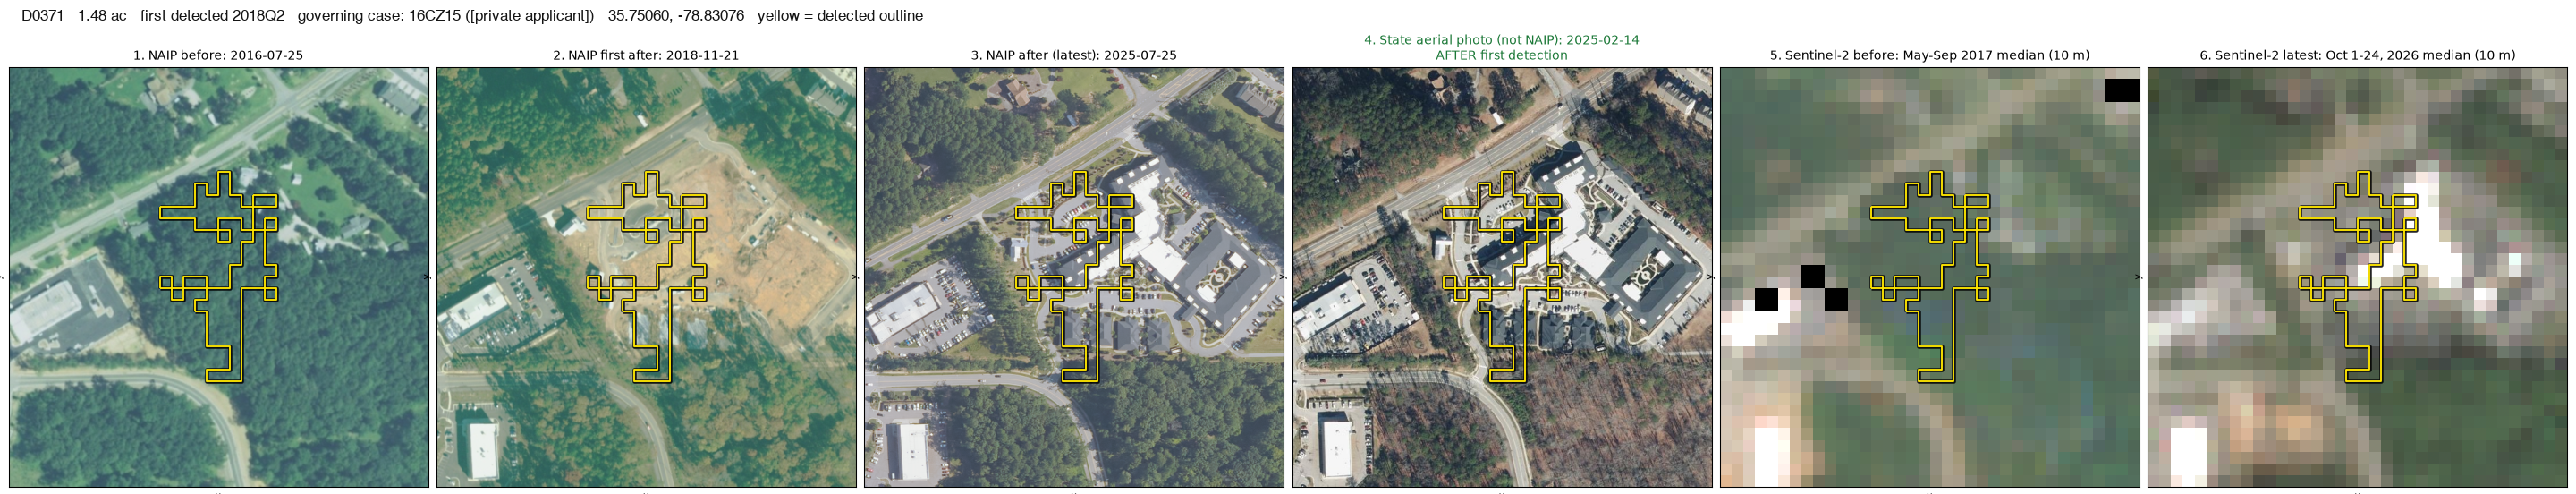 D0371 1.48 ac first detected 2018Q2 governing case: 16CZ15 ([private applicant]) 35.75060, -78.83076 yellow = detected outline
1. NAIP before: 2016-07-25
2. NAIP first after: 2018-11-21
3. NAIP after (latest): 2025-07-25
4. State aerial photo (not NAIP): 2025-02-14
AFTER first detection
5. Sentinel-2 before: May-Sep 2017 median (10 m)
6. Sentinel-2 latest: Oct 1-24, 2026 median (10 m)